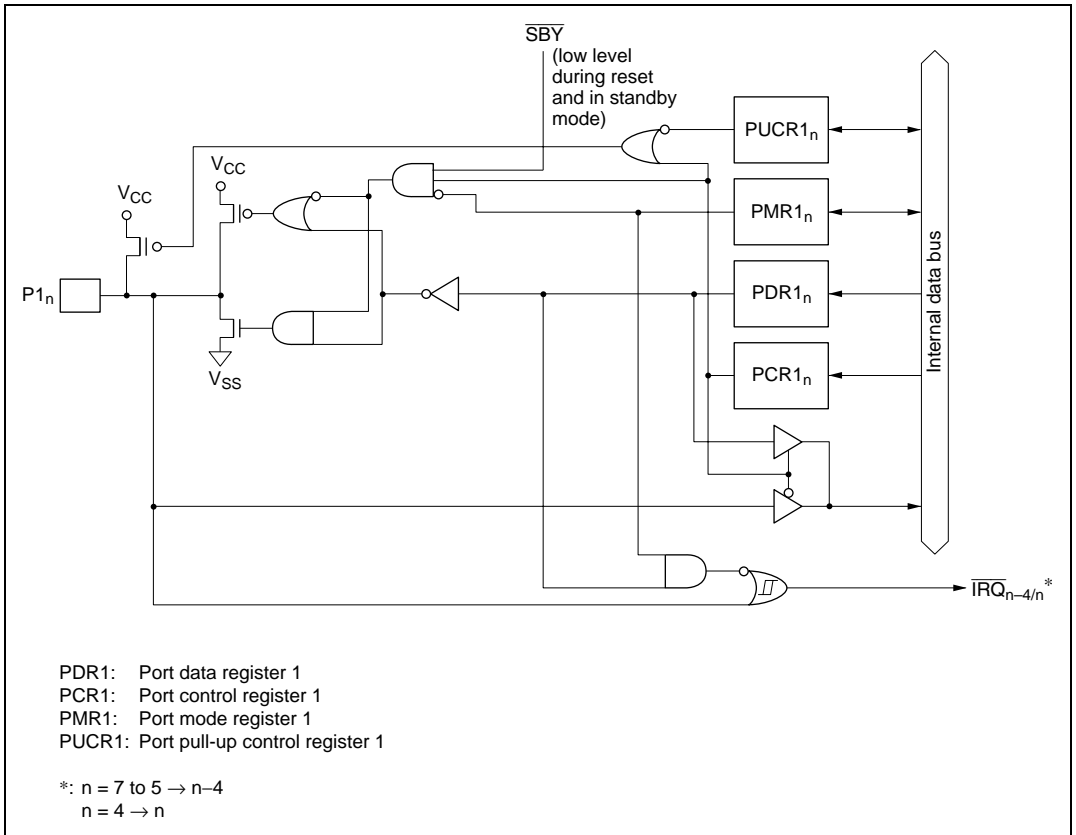 SBY
(low level
during reset
and in standby
mode)
PUCR1n
VCC
VCC
PMR1n
P1n
PDR1n
VSS
PCR1n
Internal data bus
IRQn–4/n*
PDR1: Port data register 1
PCR1: Port control register 1
PMR1: Port mode register 1
PUCR1: Port pull-up control register 1
*: n = 7 to 5 → n–4
n = 4 → n